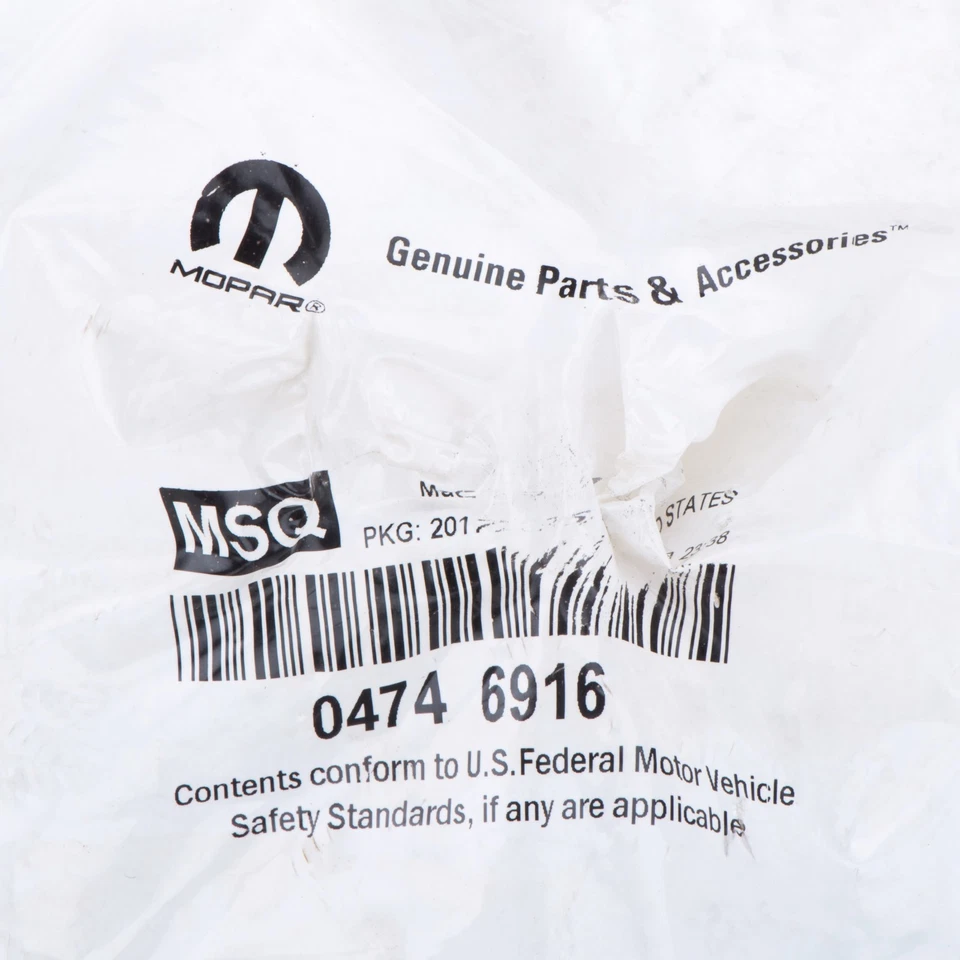 MOPAR®
Genuine Parts & Accessories™
MSQ
STATES
PKG: 201
0474 6916
Contents conform to U.S. Federal Motor Vehicle
Safety Standards, if any are applicable